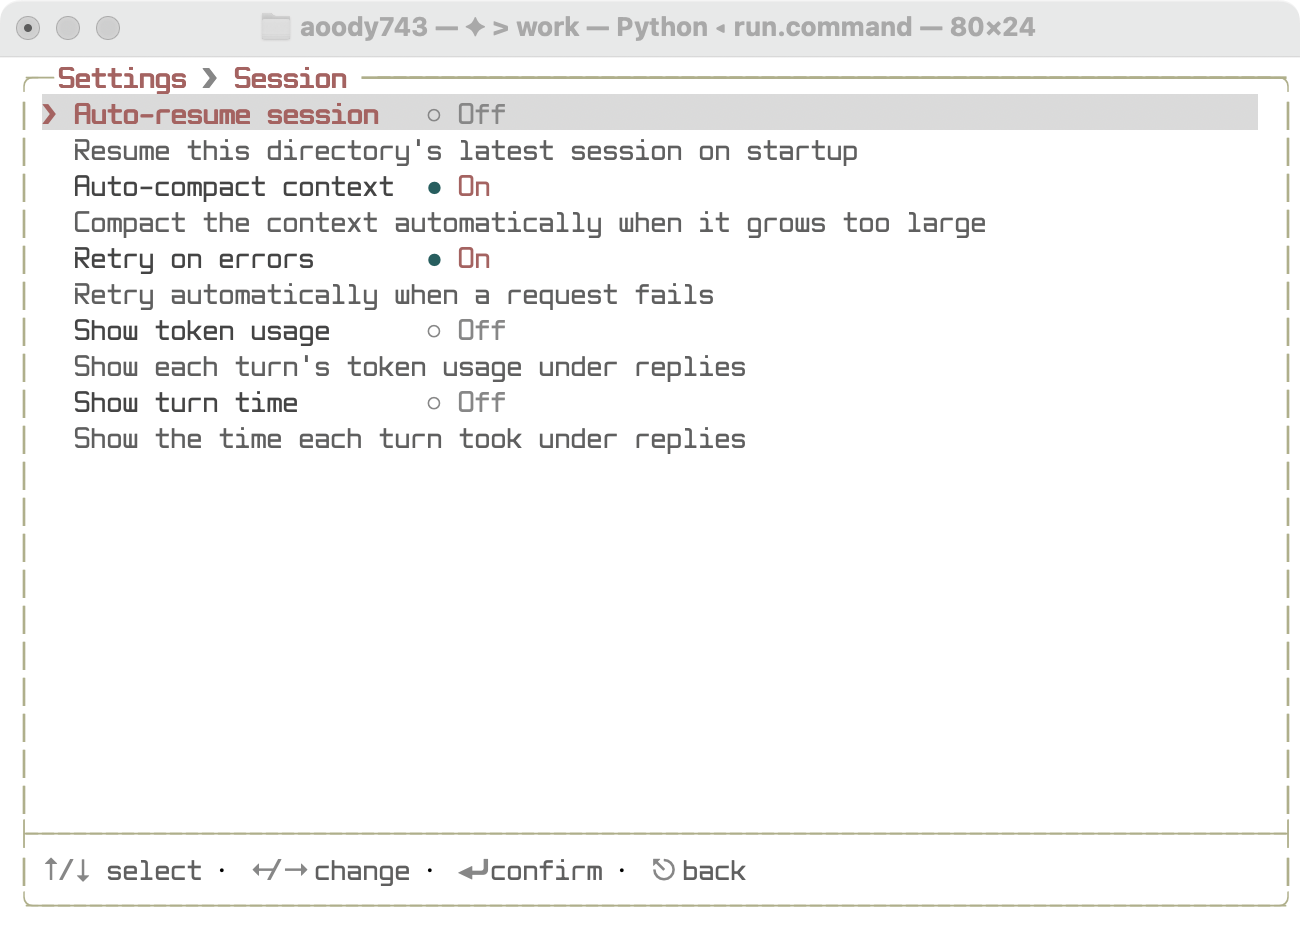 aoody743 — ✦ > work — Python ◂ run.command — 80×24
Settings ❯ Session
❯ Auto-resume session ○ Off
Resume this directory's latest session on startup
Auto-compact context ● On
Compact the context automatically when it grows too large
Retry on errors ● On
Retry automatically when a request fails
Show token usage ○ Off
Show each turn's token usage under replies
Show turn time ○ Off
Show the time each turn took under replies
↑/↓ select · ←/→ change · ↵ confirm · ⎋ back